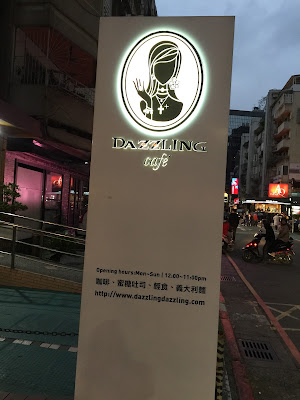 DAZZLING
café
Opening hours:Mon-Sun | 12:00~11:00pm
咖啡、蜜糖吐司、輕食、義大利麵
http://www.dazzlingdazzling.com